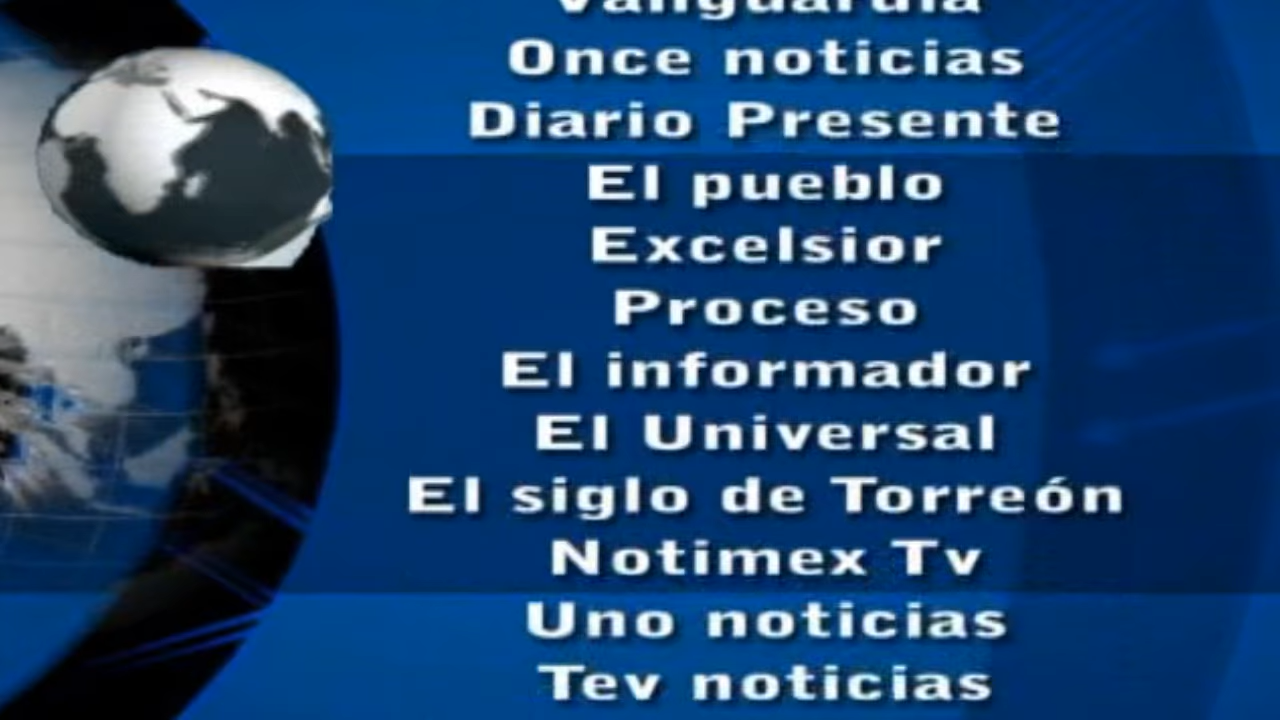 Vanguardia
Once noticias
Diario Presente
El pueblo
Excelsior
Proceso
El informador
El Universal
El siglo de Torreón
Notimex Tv
Uno noticias
Tev noticias